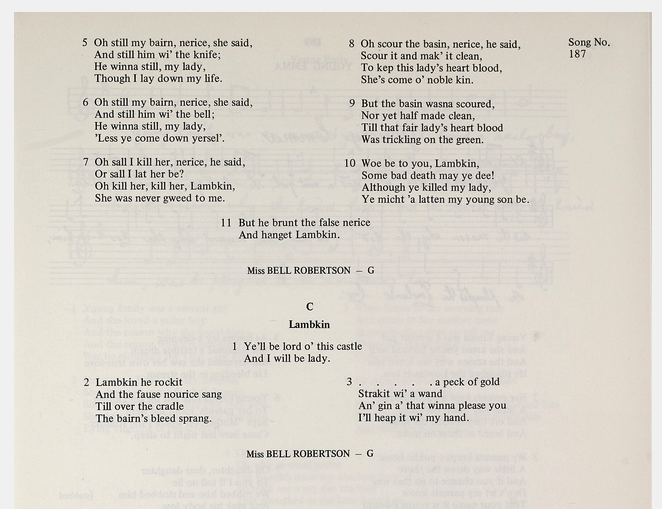 Song No.
187
5 Oh still my bairn, nerice, she said,
And still him wi' the knife;
He winna still, my lady,
Though I lay down my life.
6 Oh still my bairn, nerice, she said,
And still him wi' the bell;
He winna still, my lady,
'Less ye come down yersel'.
7 Oh sall I kill her, nerice, he said,
Or sall I lat her be?
Oh kill her, kill her, Lambkin,
She was never gweed to me.
8 Oh scour the basin, nerice, he said,
Scour it and mak' it clean,
To kep this lady's heart blood,
She's come o' noble kin.
9 But the basin wasna scoured,
Nor yet half made clean,
Till that fair lady's heart blood
Was trickling on the green.
10 Woe be to you, Lambkin,
Some bad death may ye dee!
Although ye killed my lady,
Ye micht 'a latten my young son be.
11 But he brunt the false nerice
And hanget Lambkin.
Miss BELL ROBERTSON – G
C
Lambkin
1 Ye'll be lord o' this castle
And I will be lady.
2 Lambkin he rockit
And the fause nourice sang
Till over the cradle
The bairn's bleed sprang.
3 . . . . . . a peck of gold
Strakit wi' a wand
An' gin a' that winna please you
I'll heap it wi' my hand.
Miss BELL ROBERTSON – G